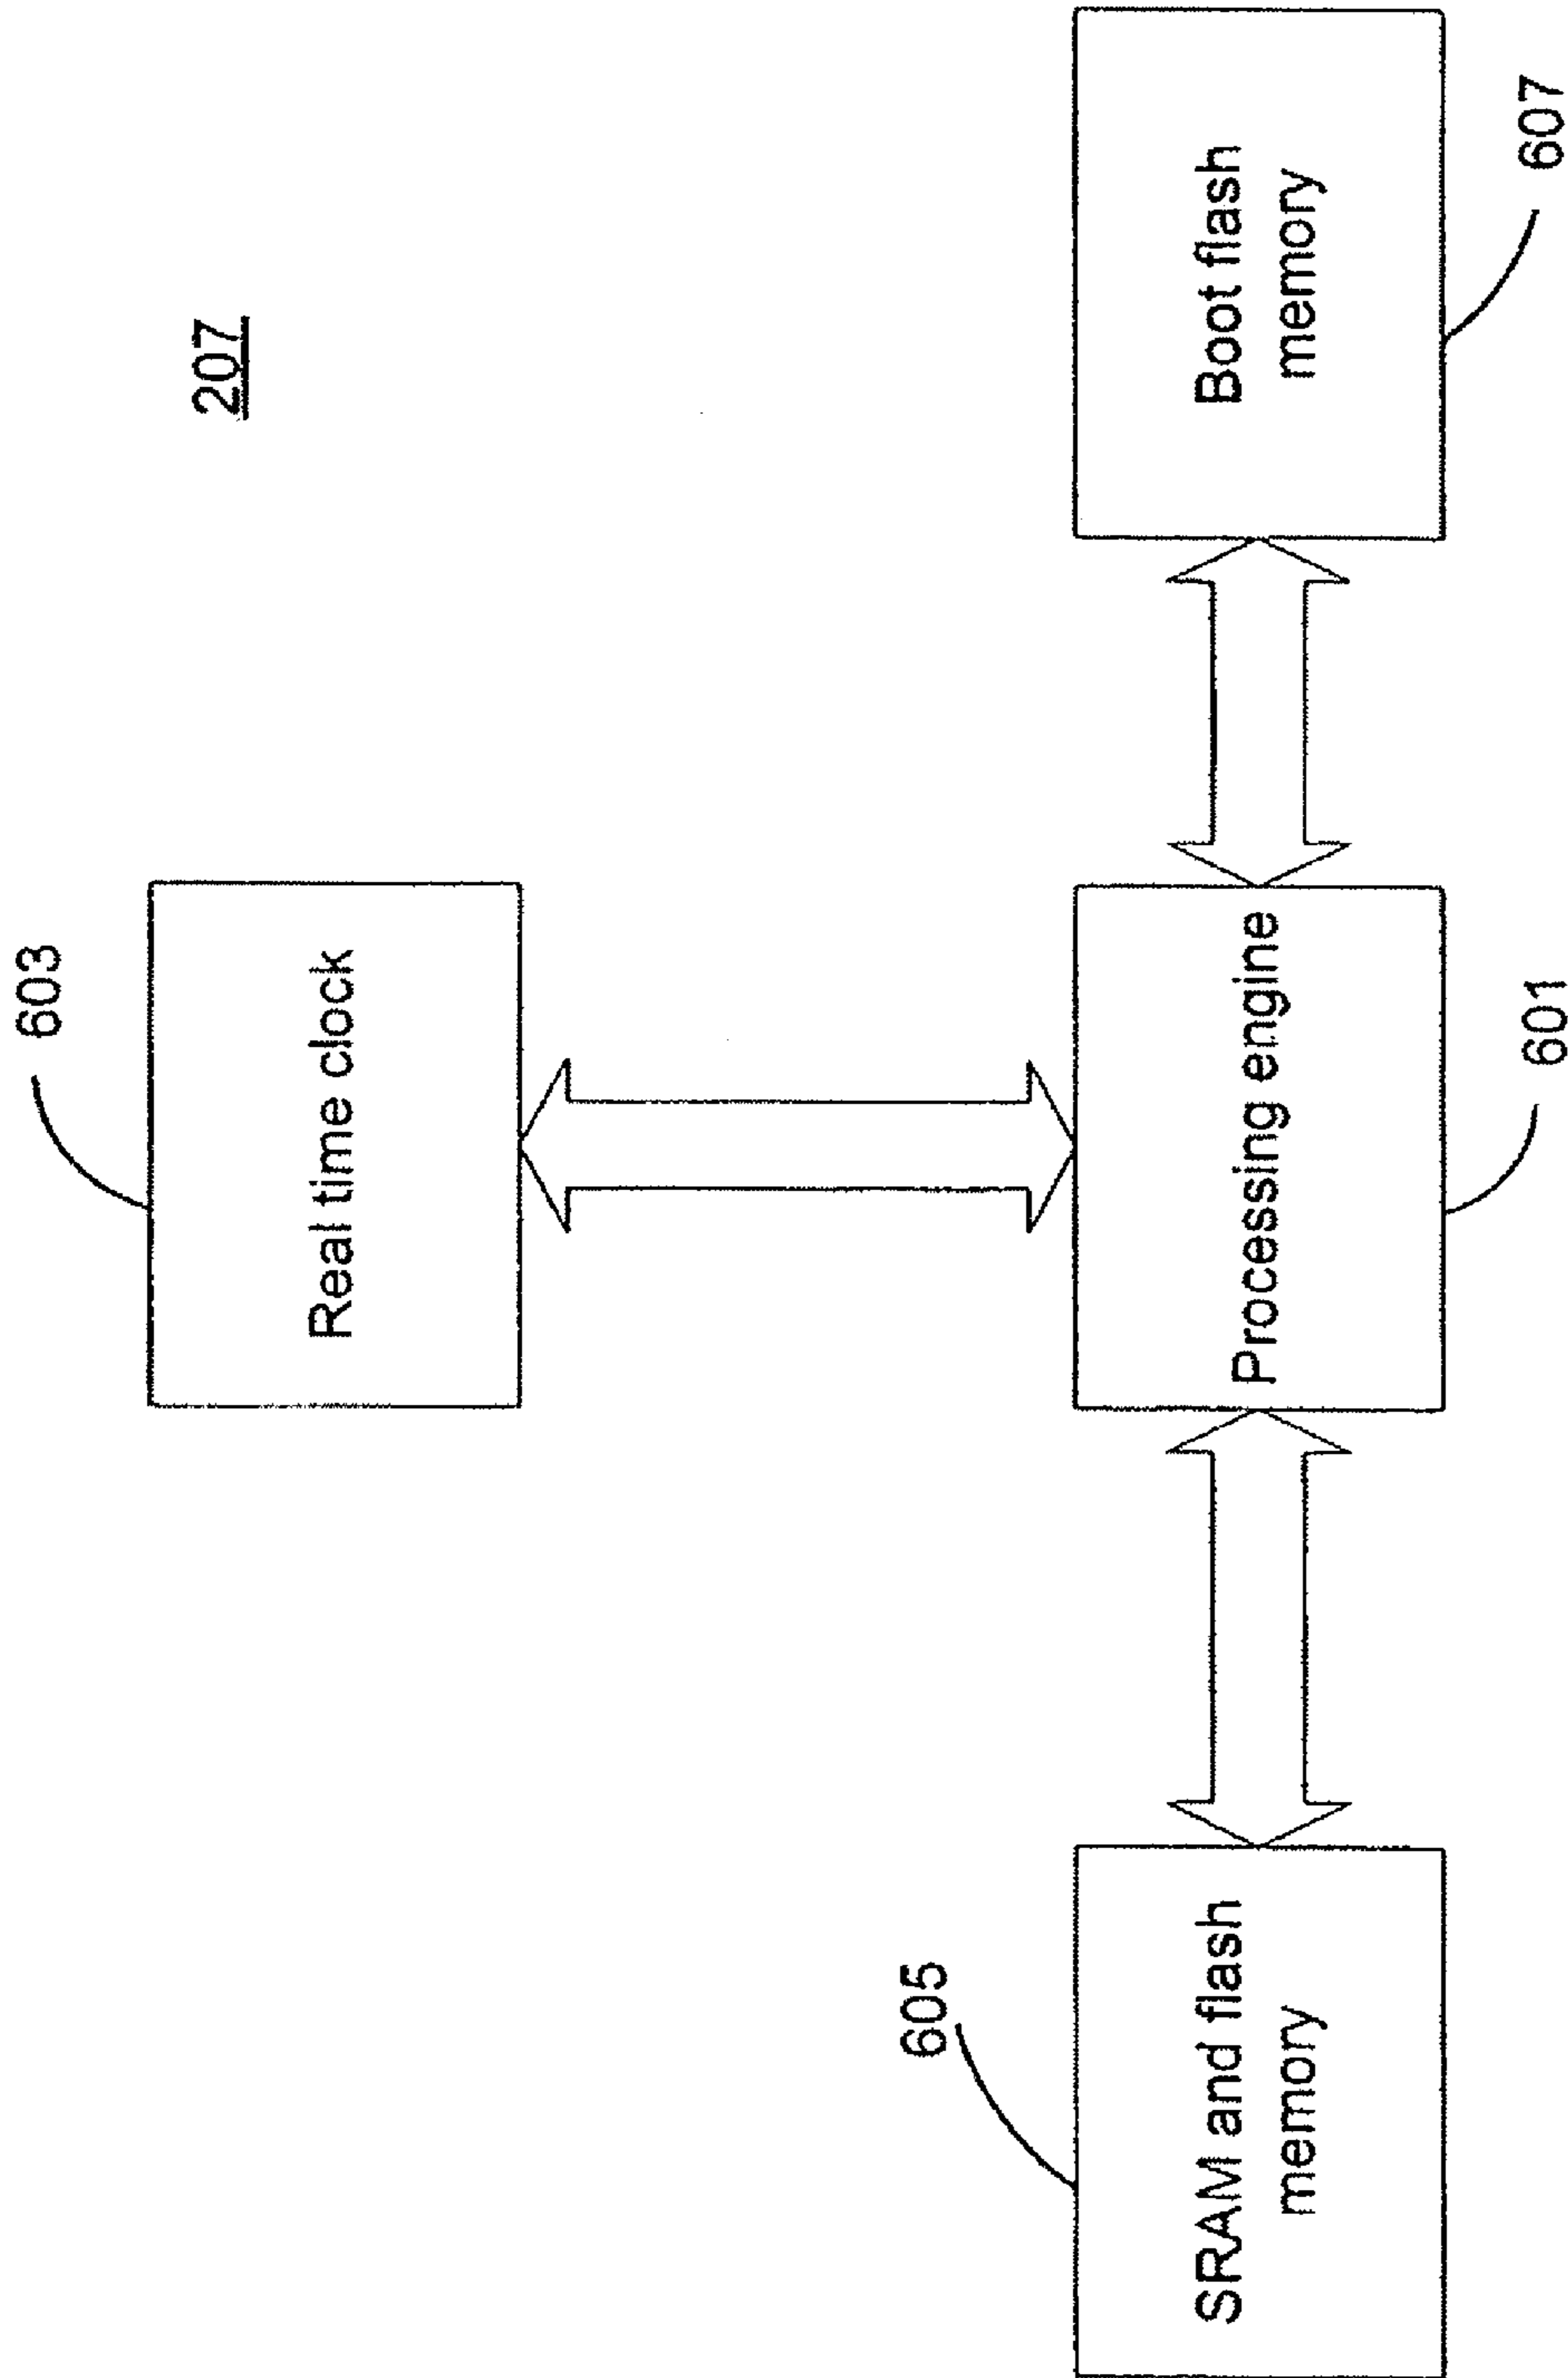 207
603
Real time clock
605
SRAM and flash
memory
Processing engine
601
Boot flash
memory
607